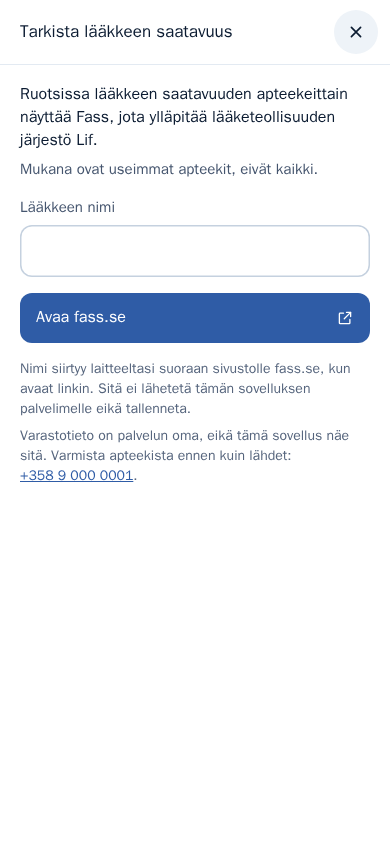 Tarkista lääkkeen saatavuus
Ruotsissa lääkkeen saatavuuden apteekeittain
näyttää Fass, jota ylläpitää lääketeollisuuden
järjestö Lif.
Mukana ovat useimmat apteekit, eivät kaikki.
Lääkkeen nimi
Avaa fass.se
Nimi siirtyy laitteeltasi suoraan sivustolle fass.se, kun
avaat linkin. Sitä ei lähetetä tämän sovelluksen
palvelimelle eikä tallenneta.
Varastotieto on palvelun oma, eikä tämä sovellus näe
sitä. Varmista apteekista ennen kuin lähdet:
+358 9 000 0001.